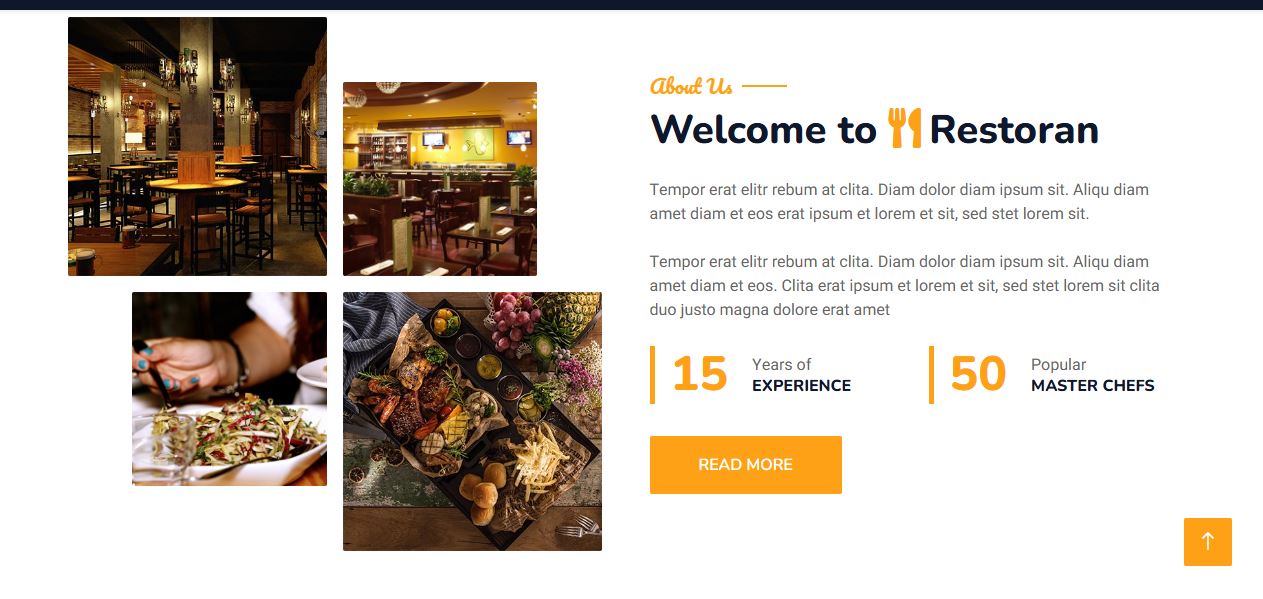 About Us
Welcome to Restoran
Tempor erat elitr rebum at clita. Diam dolor diam ipsum sit. Aliqu diam
amet diam et eos erat ipsum et lorem et sit, sed stet lorem sit.
Tempor erat elitr rebum at clita. Diam dolor diam ipsum sit. Aliqu diam
amet diam et eos. Clita erat ipsum et lorem et sit, sed stet lorem sit clita
duo justo magna dolore erat amet
15 Years of
EXPERIENCE
50 Popular
MASTER CHEFS
READ MORE